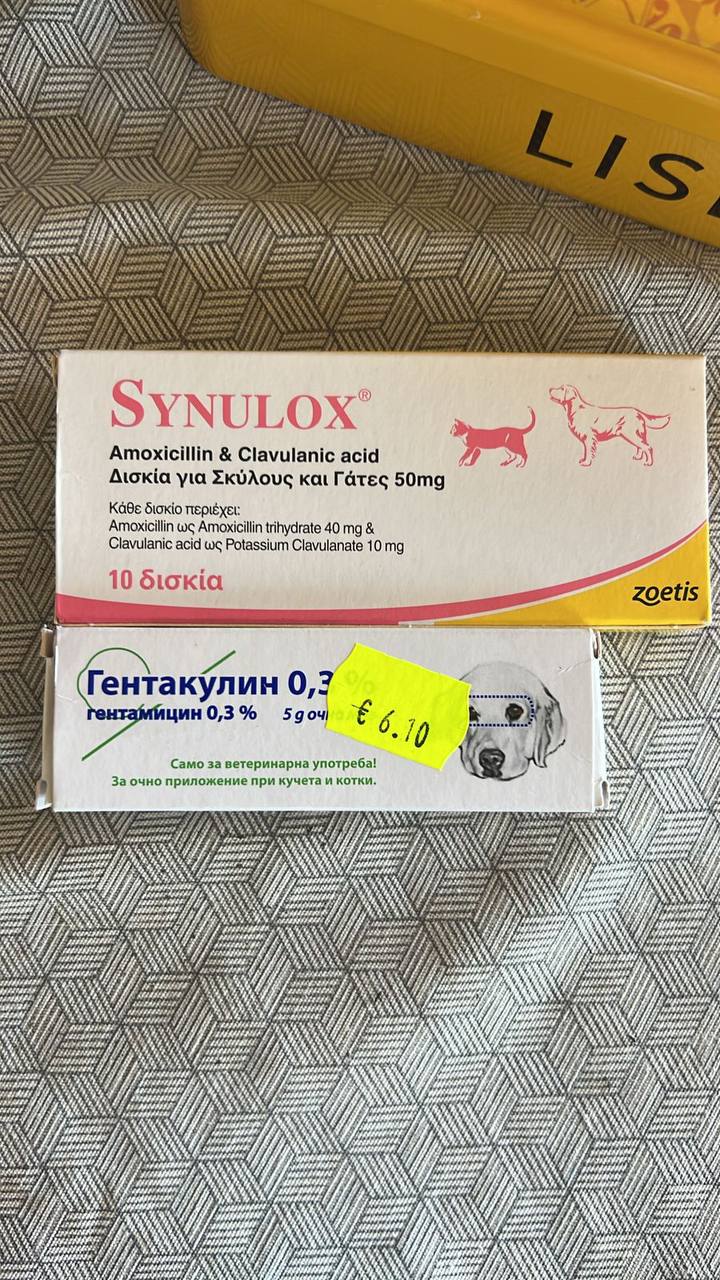 SYNULOX®
Amoxicillin & Clavulanic acid
Δισκία για Σκύλους και Γάτες 50mg
Κάθε δισκίο περιέχει:
Amoxicillin ως Amoxicillin trihydrate 40 mg &
Clavulanic acid ως Potassium Clavulanate 10 mg
10 δισκία
zoetis
Гентакулин 0,3 %
гентамицин 0,3 % 5 g
€ 6.10
Само за ветеринарна употреба!
За очно приложение при кучета и котки.